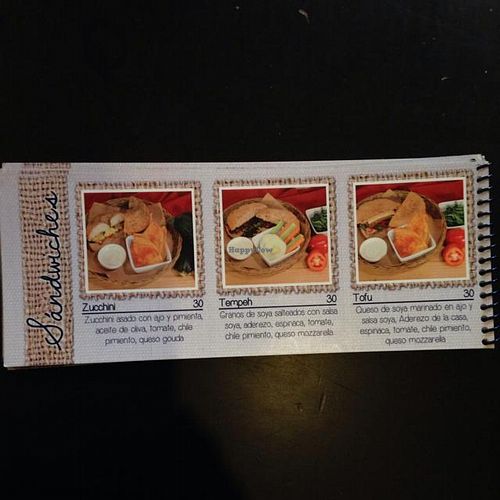 Sandwiches
Zucchini 30
Zucchini asado con ajo y pimienta,
aceite de oliva, tomate, chile
pimiento, queso gouda
HappyCow
Tempeh 30
Granos de soya salteados con salsa
soya, aderezo, espinaca, tomate,
chile pimiento, queso mozzarella
Tofu 30
Queso de soya marinado en ajo y
salsa soya, Aderezo de la casa,
espinaca, tomate, chile pimiento,
queso mozzarella